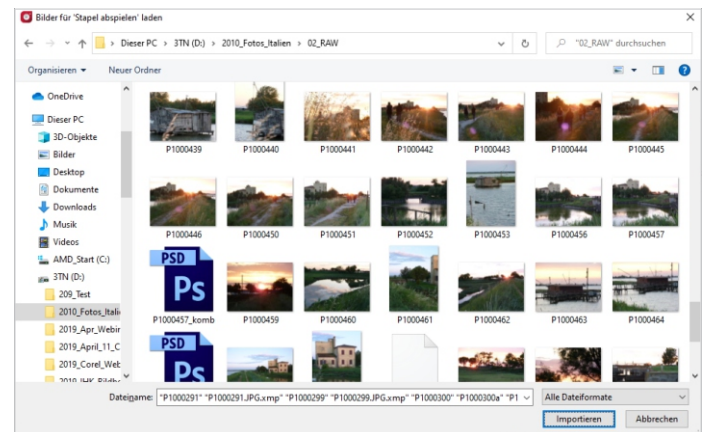 Bilder für 'Stapel abspielen' laden
Dieser PC > 3TN (D:) > 2010_Fotos_Italien > 02_RAW
"02_RAW" durchsuchen
Organisieren
Neuer Ordner
OneDrive
Dieser PC
3D-Objekte
Bilder
Desktop
Dokumente
Downloads
Musik
Videos
AMD_Start (C:)
3TN (D:)
209_Test
2010_Fotos_Italie
2019_Apr_Webir
2019_April_11_C
2019_Corel_Web
P1000439 P1000440 P1000441 P1000442 P1000443 P1000444 P1000445
P1000446 P1000450 P1000451 P1000452 P1000453 P1000456 P1000457
PSD
Ps
P1000457_komb P1000459 P1000460 P1000461 P1000462 P1000463 P1000464
PSD
Ps
Dateiname: "P1000291" "P1000291.JPG.xmp" "P1000299" "P1000299.JPG.xmp" "P1000300" "P1000300a" "P1
Alle Dateiformate
Importieren
Abbrechen